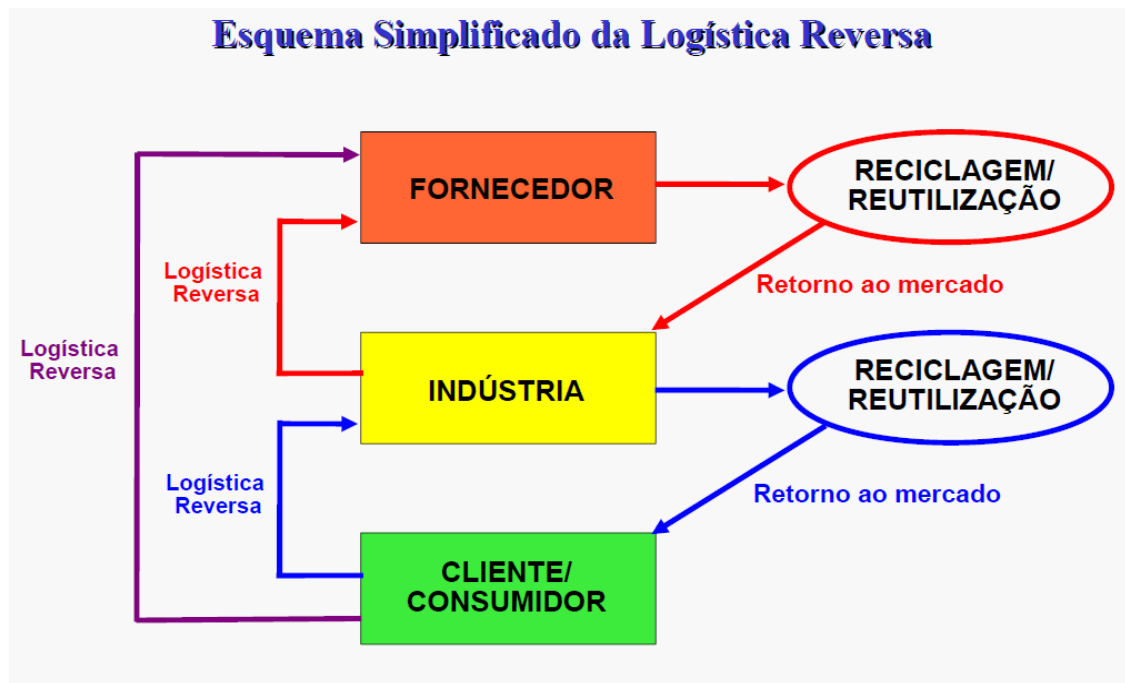 Esquema Simplificado da Logística Reversa
FORNECEDOR
RECICLAGEM/
REUTILIZAÇÃO
Logística
Reversa
Retorno ao mercado
Logística
Reversa
INDÚSTRIA
RECICLAGEM/
REUTILIZAÇÃO
Logística
Reversa
Retorno ao mercado
CLIENTE/
CONSUMIDOR